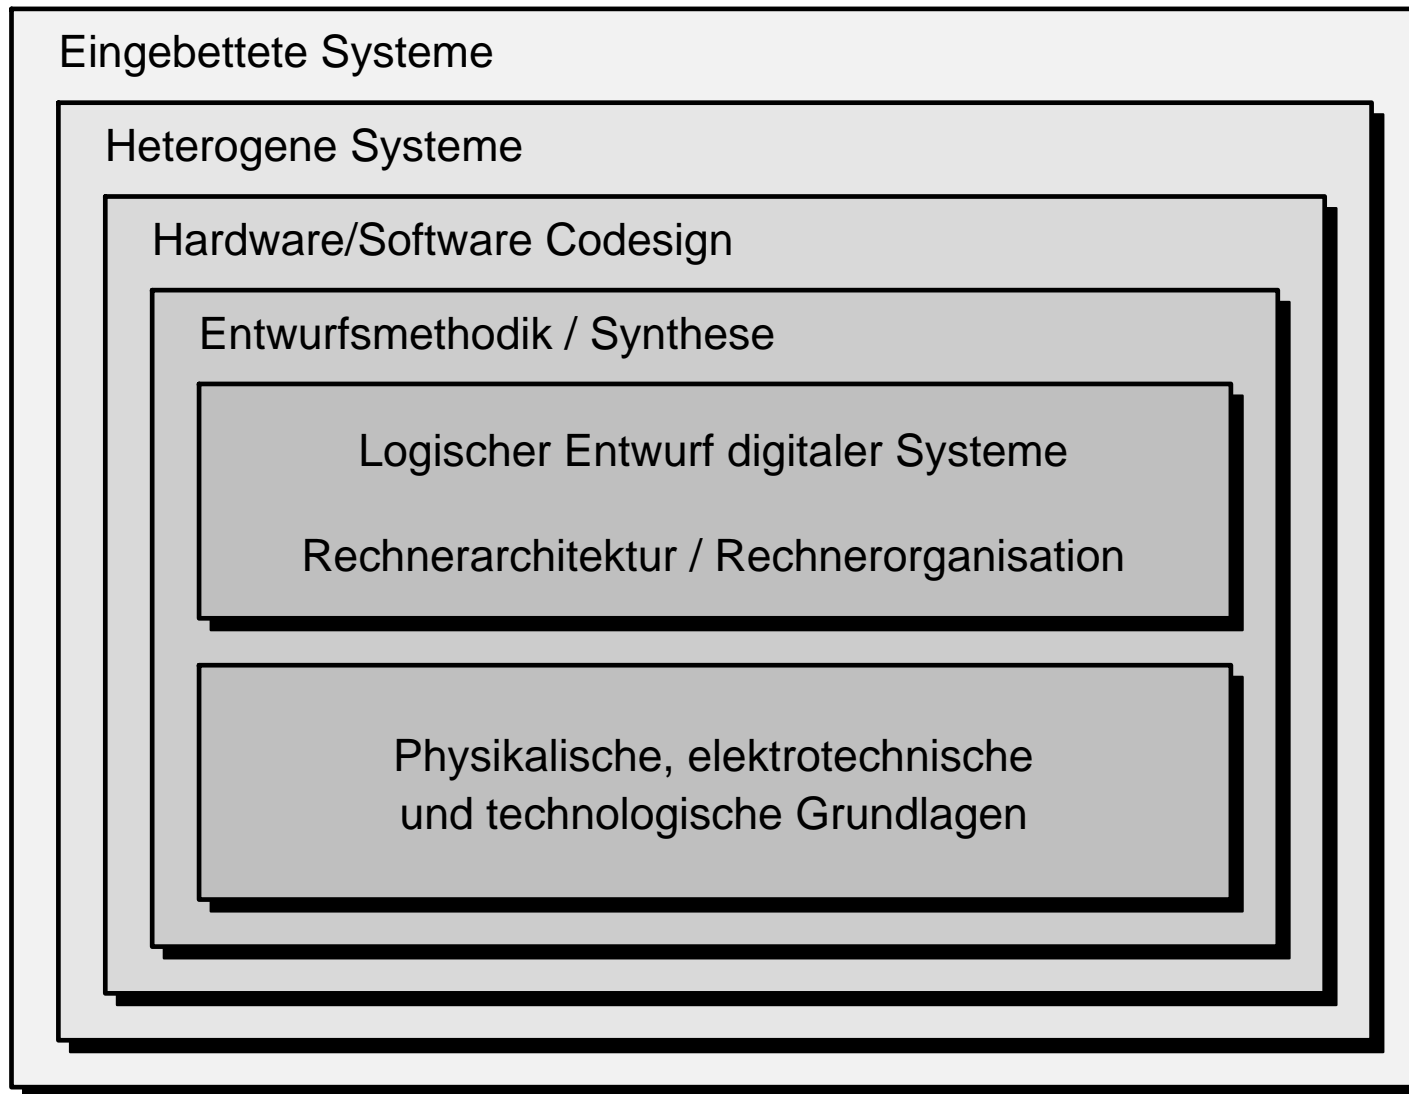 Eingebettete Systeme
Heterogene Systeme
Hardware/Software Codesign
Entwurfsmethodik / Synthese
Logischer Entwurf digitaler Systeme
Rechnerarchitektur / Rechnerorganisation
Physikalische, elektrotechnische
und technologische Grundlagen